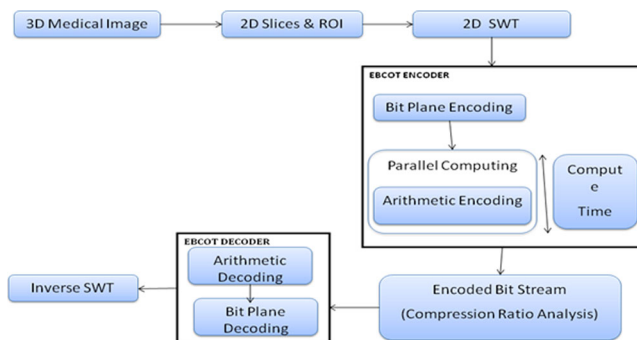 3D Medical Image
2D Slices & ROI
2D SWT
EBCOT ENCODER
Bit Plane Encoding
Parallel Computing
Arithmetic Encoding
Comput
e
Time
EBCOT DECODER
Arithmetic
Decoding
Bit Plane
Decoding
Inverse SWT
Encoded Bit Stream
(Compression Ratio Analysis)